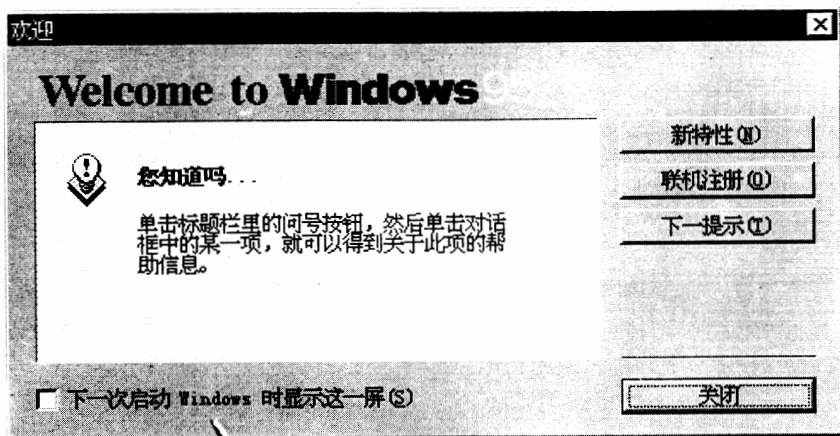 欢迎
Welcome to Windows 95
您知道吗...
单击标题栏里的问号按钮，然后单击对话
框中的某一项，就可以得到关于此项的帮
助信息。
新特性(N)
联机注册(O)
下一提示(T)
下一次启动 Windows 时显示这一屏(S)
关闭